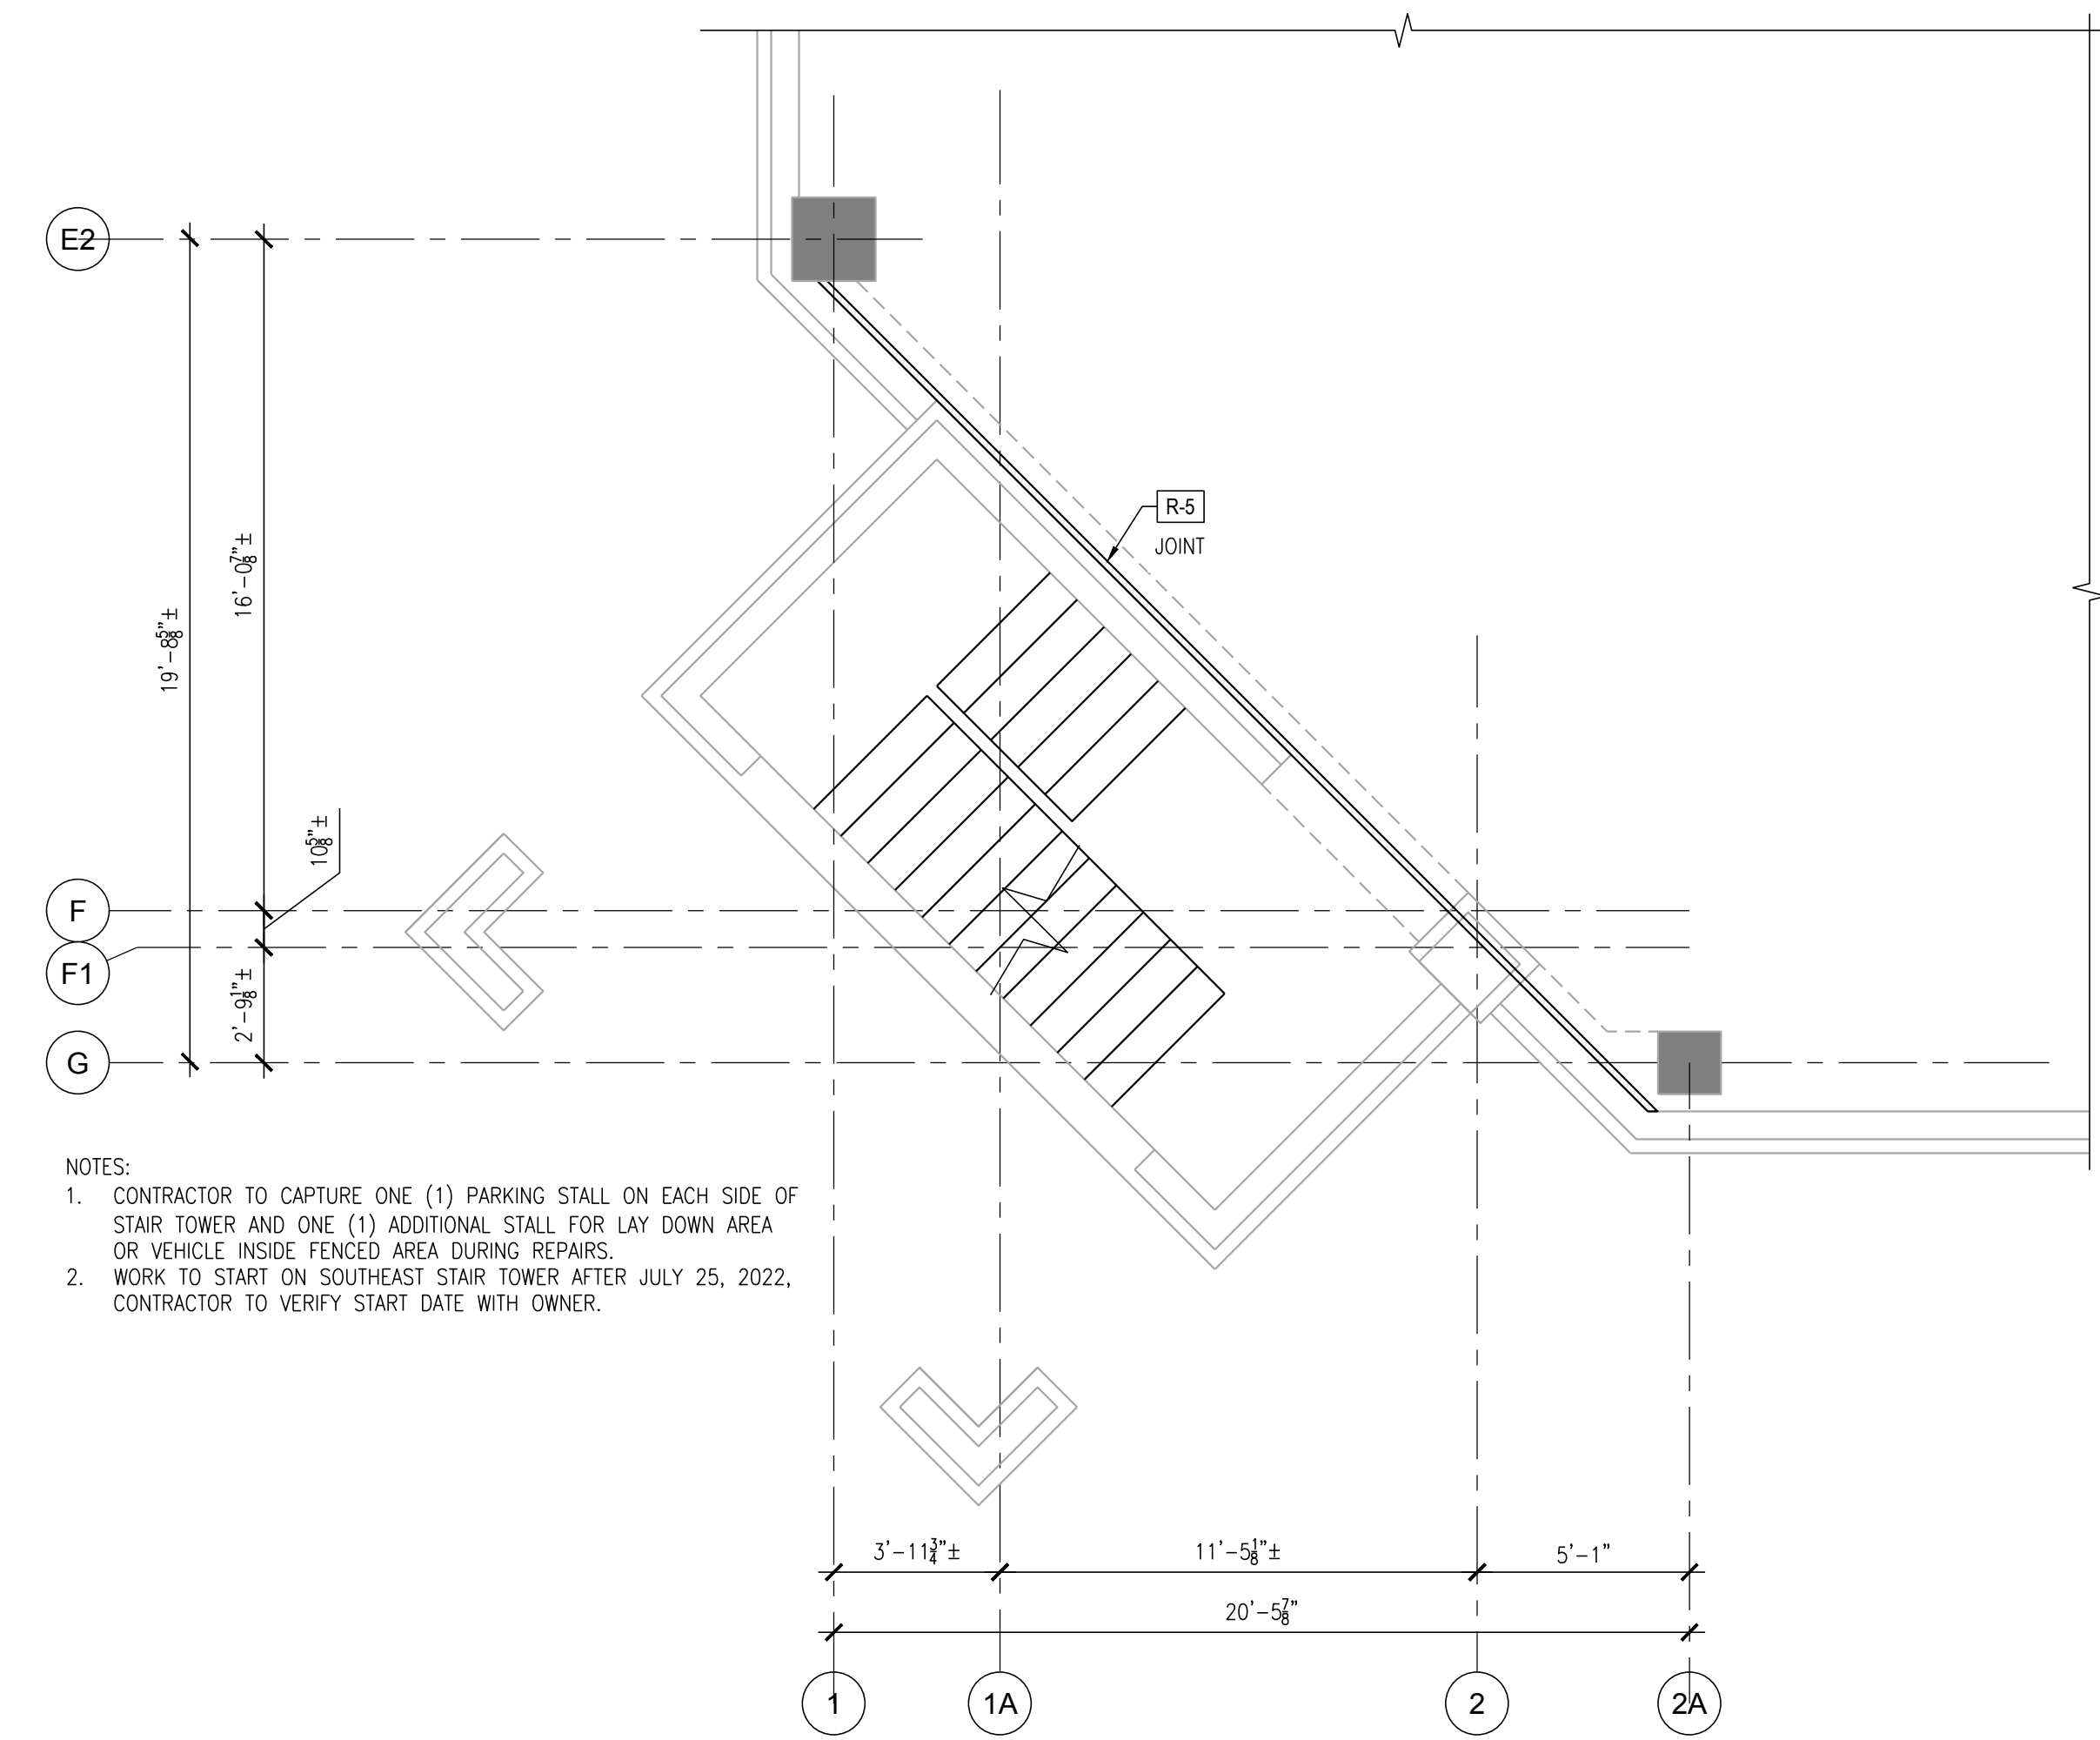 E2
R-5
JOINT
16'-0⅞"±
19'-8⅝"±
10⅝"±
F
F1
2'-9⅛"±
G
NOTES:
1. CONTRACTOR TO CAPTURE ONE (1) PARKING STALL ON EACH SIDE OF
STAIR TOWER AND ONE (1) ADDITIONAL STALL FOR LAY DOWN AREA
OR VEHICLE INSIDE FENCED AREA DURING REPAIRS.
2. WORK TO START ON SOUTHEAST STAIR TOWER AFTER JULY 25, 2022,
CONTRACTOR TO VERIFY START DATE WITH OWNER.
3'-11¾"± 11'-5⅛"± 5'-1"
20'-5⅞"
1 1A 2 2A